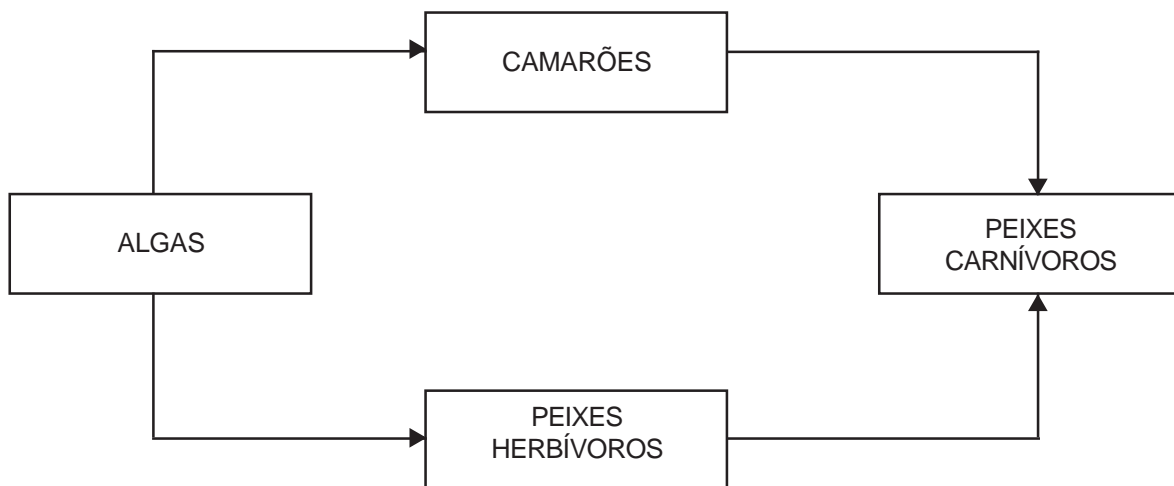 CAMARÕES
ALGAS
PEIXES
CARNÍVOROS
PEIXES
HERBÍVOROS